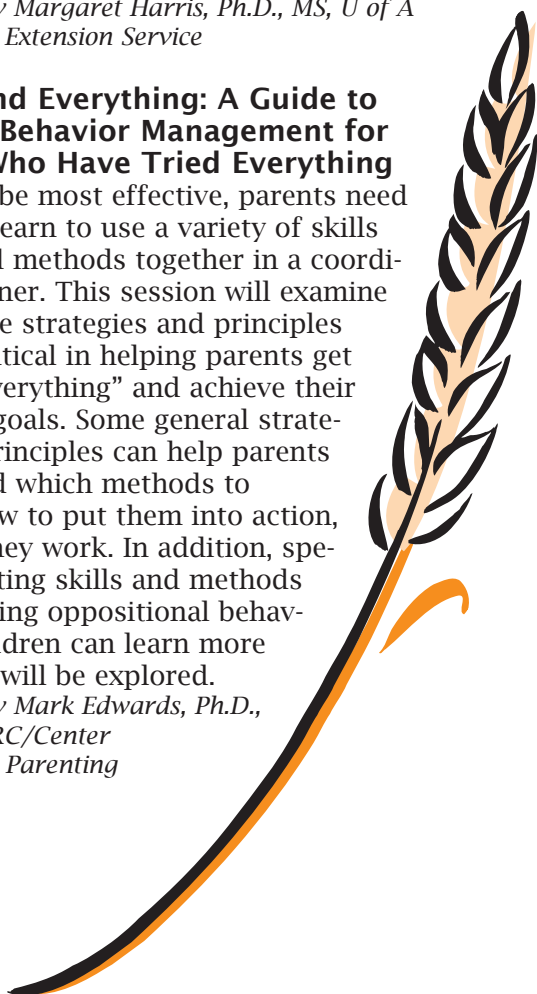 y Margaret Harris, Ph.D., MS, U of A
Extension Service
nd Everything: A Guide to
Behavior Management for
Who Have Tried Everything
be most effective, parents need
earn to use a variety of skills
d methods together in a coordi-
ner. This session will examine
e strategies and principles
itical in helping parents get
verything” and achieve their
goals. Some general strate-
rinciples can help parents
d which methods to
w to put them into action,
hey work. In addition, spe-
ting skills and methods
ing oppositional behav-
ldren can learn more
will be explored.
y Mark Edwards, Ph.D.,
RC/Center
Parenting